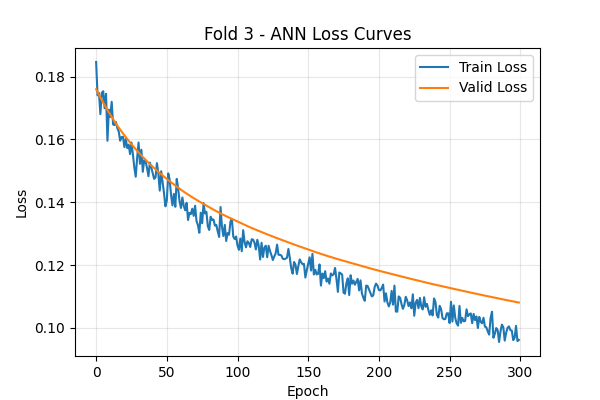 Fold 3 - ANN Loss Curves
Train Loss
Valid Loss
Loss
0.18
0.16
0.14
0.12
0.10
0 50 100 150 200 250 300
Epoch